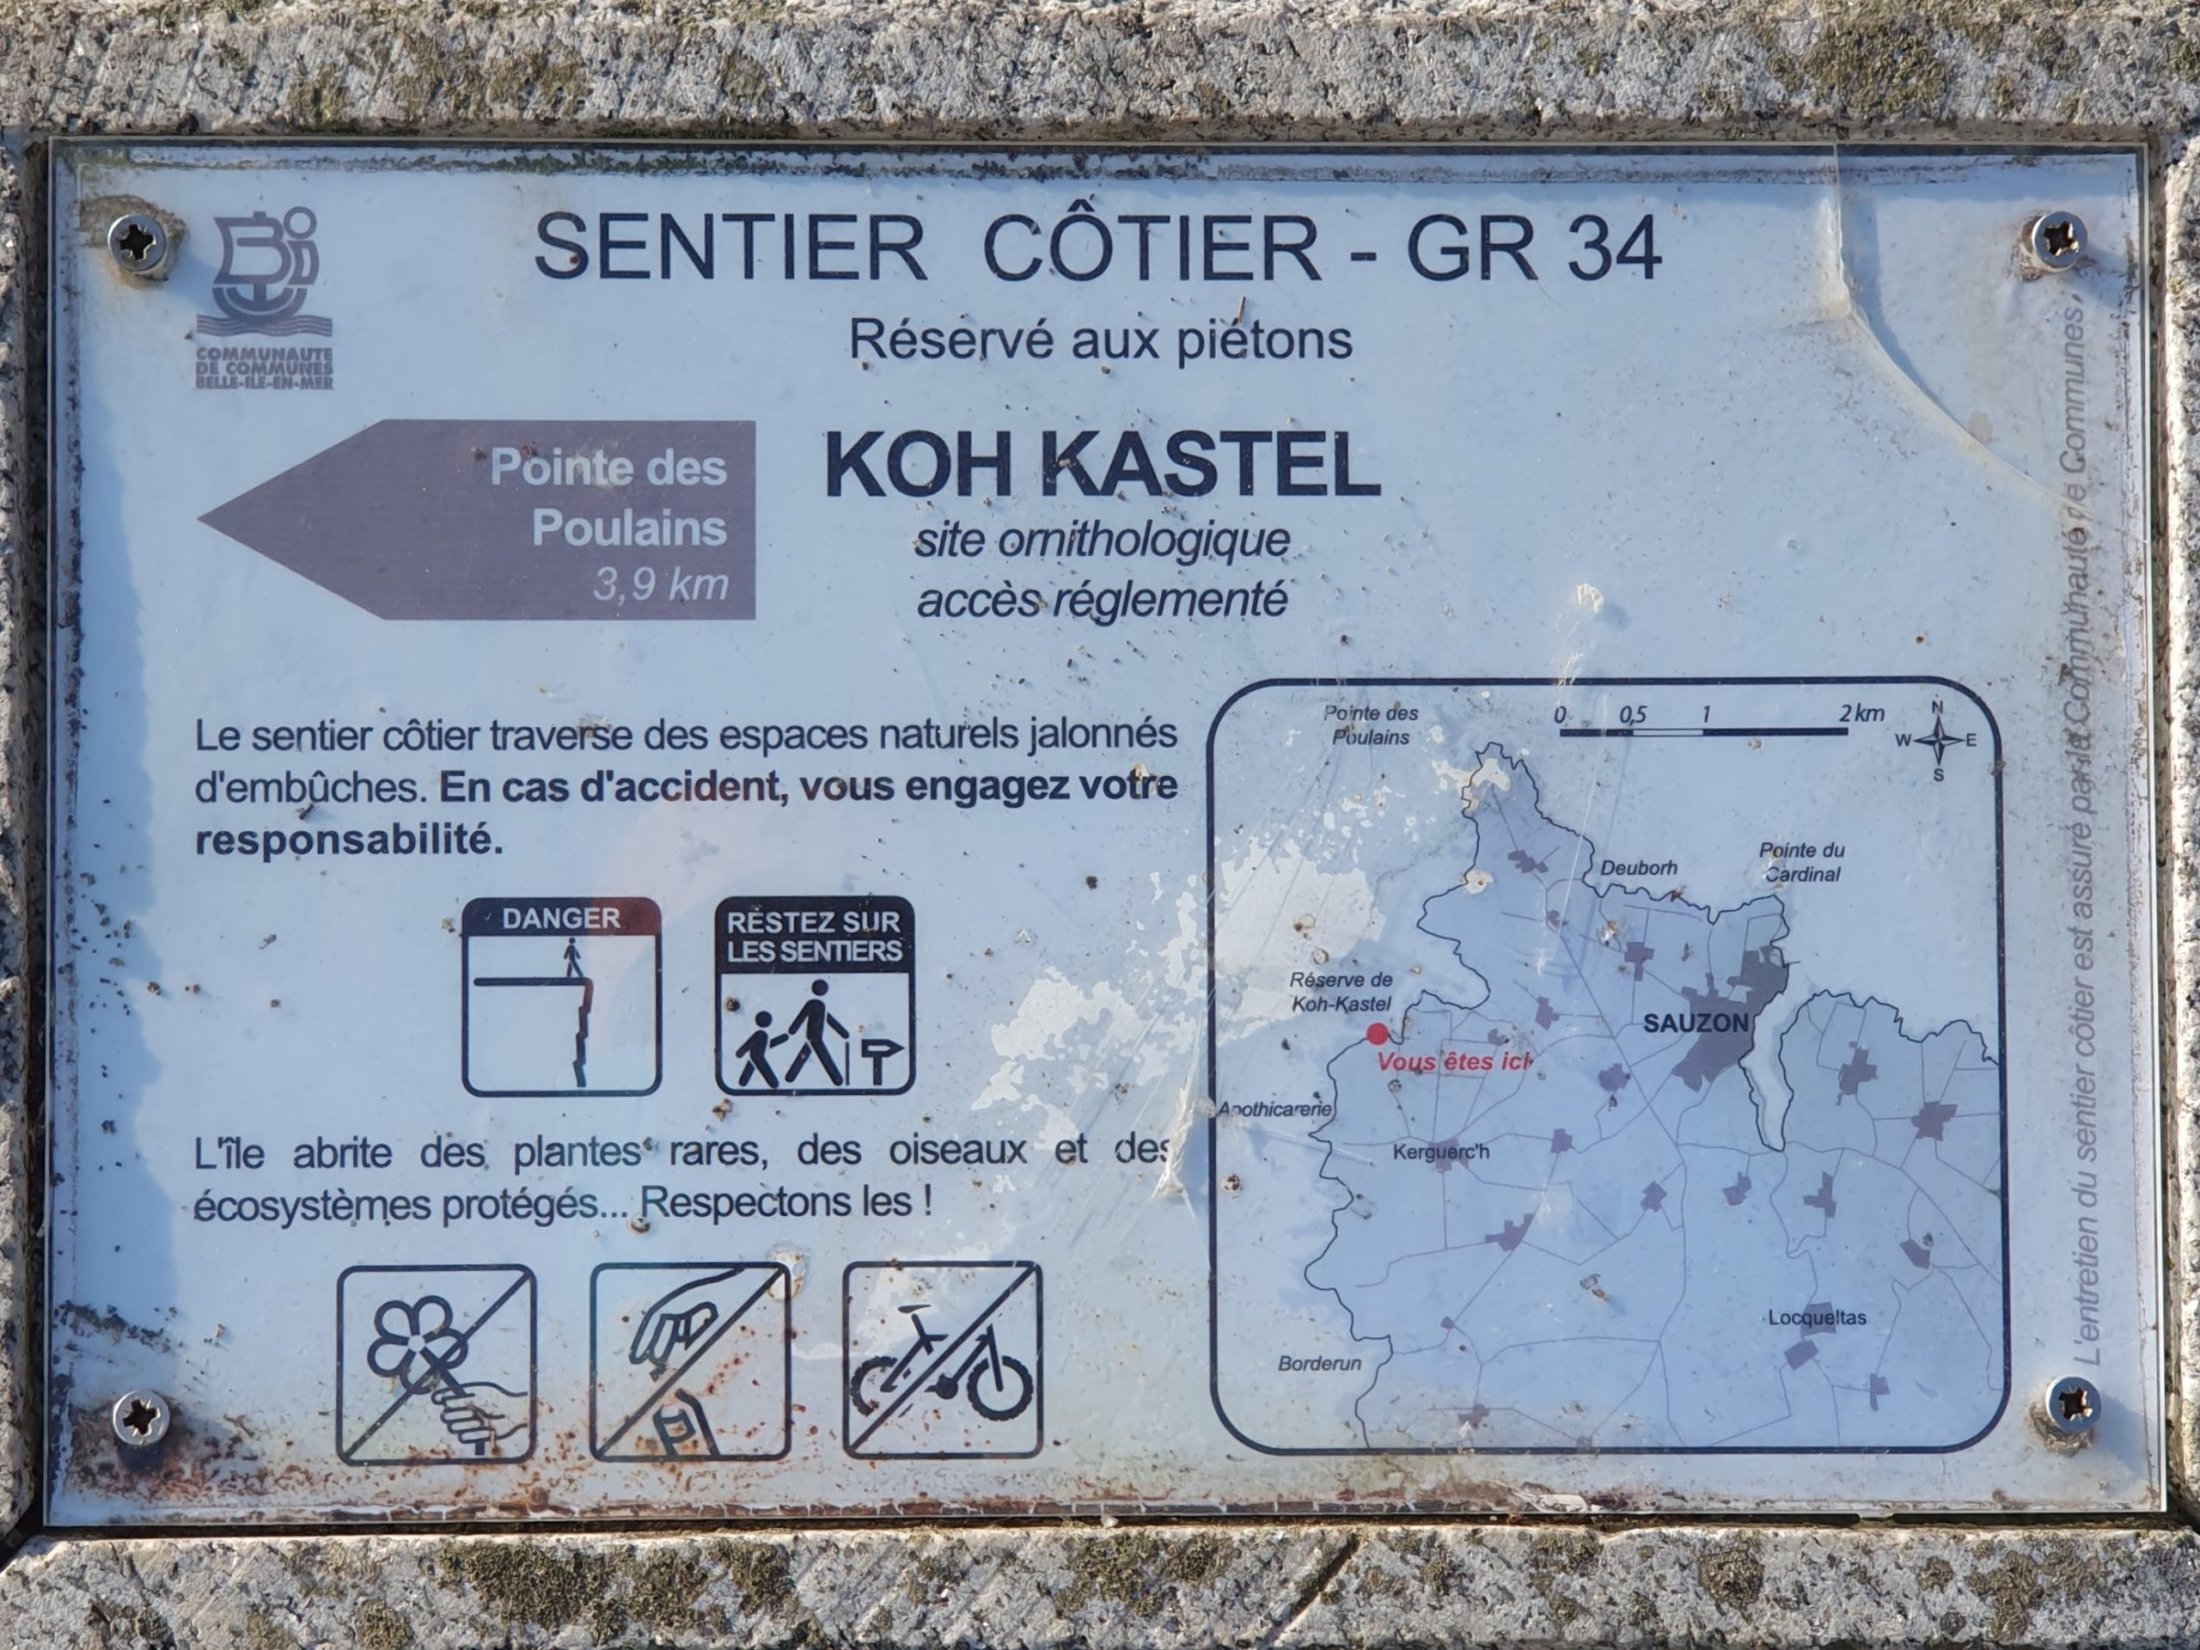 SENTIER CÔTIER - GR 34
Réservé aux piétons
COMMUNAUTE
DE COMMUNES
BELLE-ILE-EN-MER
Pointe des
Poulains
3,9 km
KOH KASTEL
site ornithologique
accès réglementé
Le sentier côtier traverse des espaces naturels jalonnés
d'embûches. En cas d'accident, vous engagez votre
responsabilité.
DANGER
RESTEZ SUR
LES SENTIERS
L'île abrite des plantes rares, des oiseaux et des
écosystèmes protégés... Respectons les !
Pointe des
Poulains
0 0,5 1 2 km
N
W E
S
Deuborh
Pointe du
Cardinal
Réserve de
Koh-Kastel
SAUZON
Vous êtes ici
Apothicarerie
Kerguerc'h
Locqueltas
Borderun
L'entretien du sentier côtier est assuré par la Communauté de Communes.